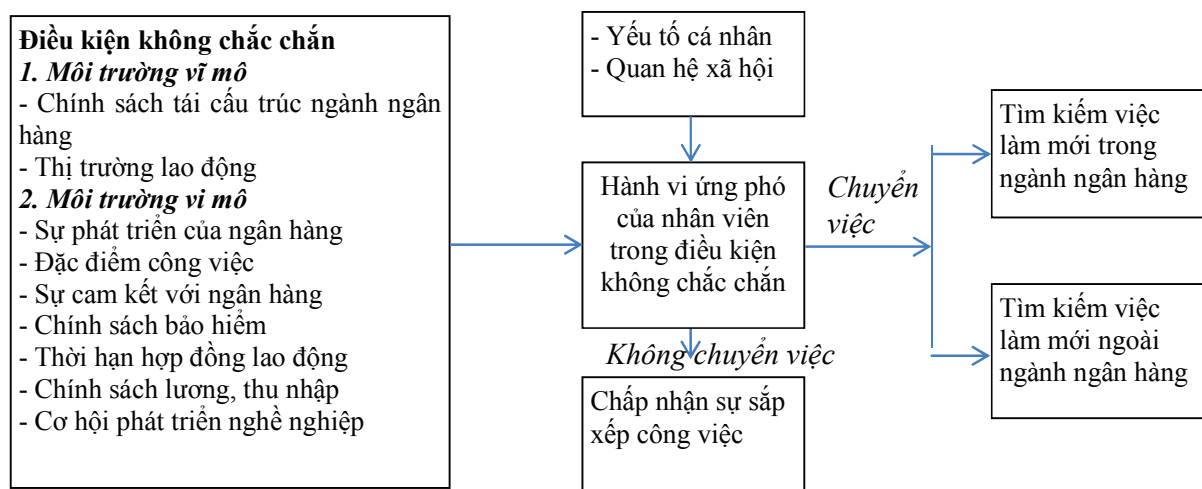 Điều kiện không chắc chắn
1. Môi trường vĩ mô
- Chính sách tái cấu trúc ngành ngân
hàng
- Thị trường lao động
2. Môi trường vi mô
- Sự phát triển của ngân hàng
- Đặc điểm công việc
- Sự cam kết với ngân hàng
- Chính sách bảo hiểm
- Thời hạn hợp đồng lao động
- Chính sách lương, thu nhập
- Cơ hội phát triển nghề nghiệp
- Yếu tố cá nhân
- Quan hệ xã hội
Hành vi ứng phó
của nhân viên
trong điều kiện
không chắc chắn
Không chuyển việc
Chấp nhận sự sắp
xếp công việc
Chuyển
việc
Tìm kiếm việc
làm mới trong
ngành ngân hàng
Tìm kiếm việc
làm mới ngoài
ngành ngân hàng